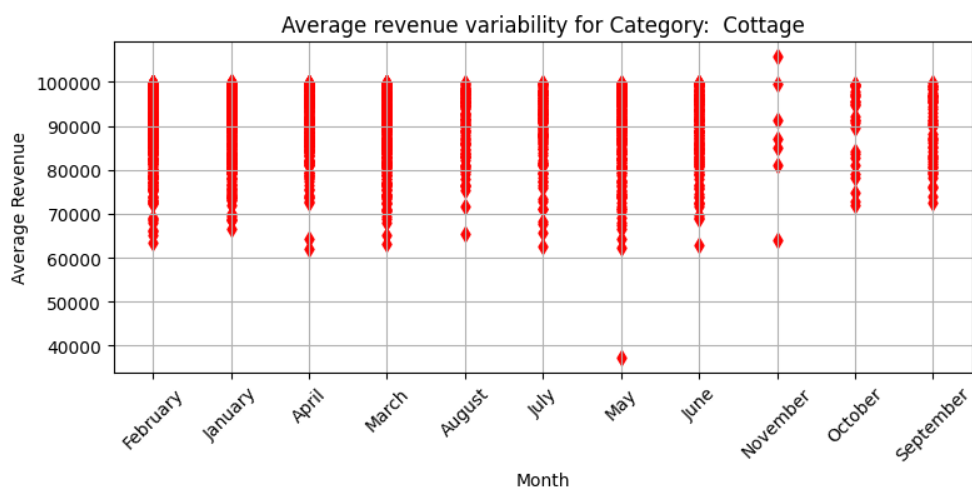 Average revenue variability for Category:  Cottage
Average Revenue
100000
90000
80000
70000
60000
50000
40000
February
January
April
March
August
July
May
June
November
October
September
Month